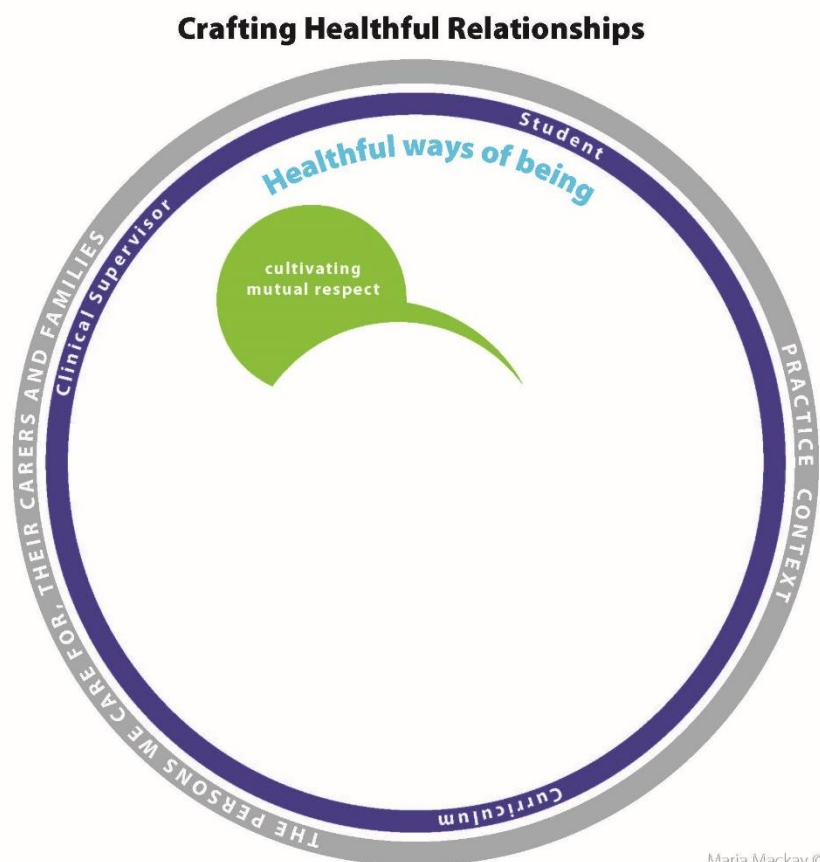 Crafting Healthful Relationships
Student
Healthful ways of being
Clinical Supervisor
cultivating
mutual respect
THE PERSONS WE CARE FOR, THEIR CARERS AND FAMILIES
PRACTICE CONTEXT
Curriculum
Maria Mackay ©